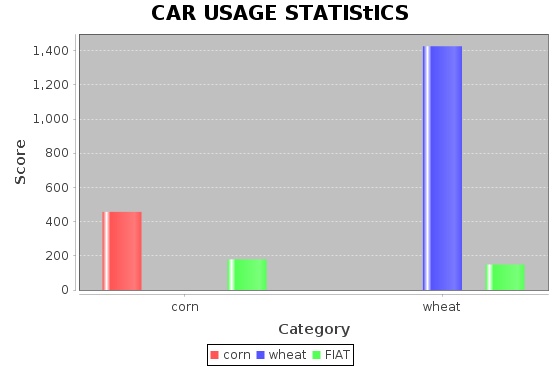 CAR USAGE STATIStICS
1,400
1,200
1,000
800
600
400
200
0
Score
corn wheat
Category
corn wheat FIAT